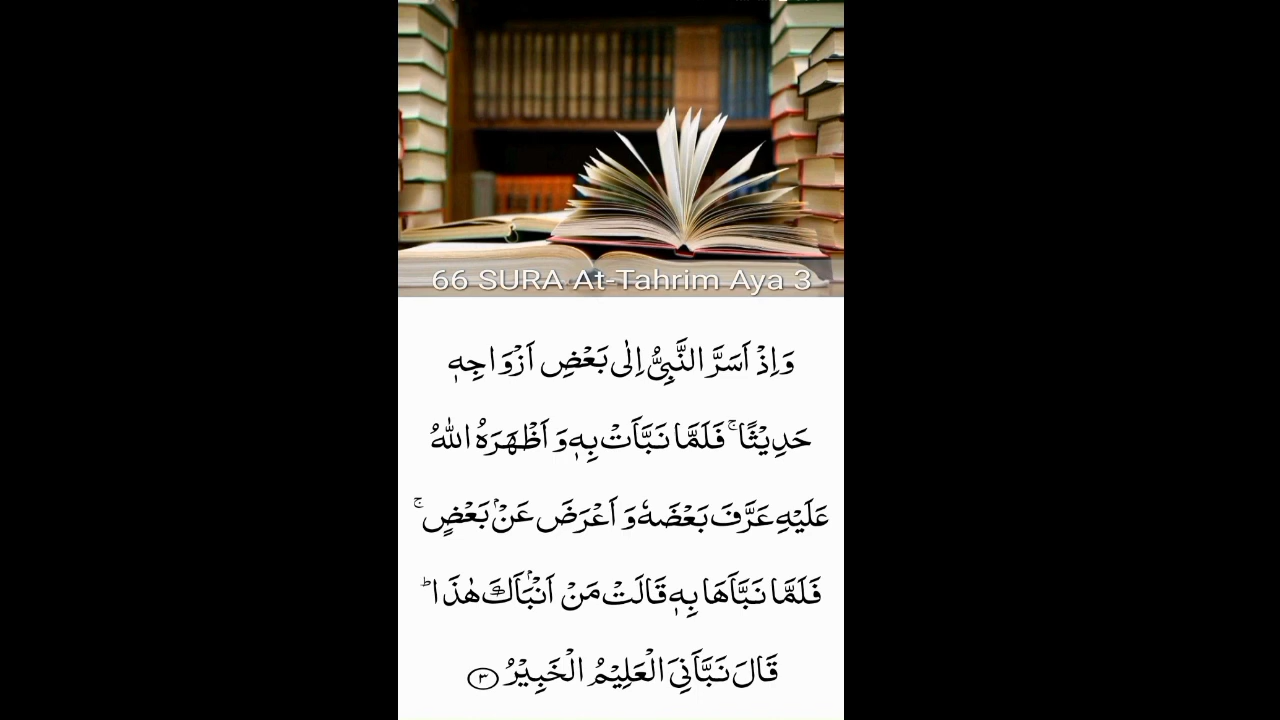 66 SURA At-Tahrim Aya 3
وَاِذْ اَسَرَّ النَّبِىُّ اِلٰى بَعْضِ اَزْوَاجِهٖ
حَدِيْثًا ۚ فَلَمَّا نَبَّاَتْ بِهٖ وَ اَظْهَرَهُ اللّٰهُ
عَلَيْهِ عَرَّفَ بَعْضَهٗ وَ اَعْرَضَ عَنْۢ بَعْضٍ ۚ
فَلَمَّا نَبَّاَهَا بِهٖ قَالَتْ مَنْ اَنْۢبَاَكَ هٰذَا ؕ
قَالَ نَبَّاَنِىَ الْعَلِيْمُ الْخَبِيْرُ ﴿۳﴾